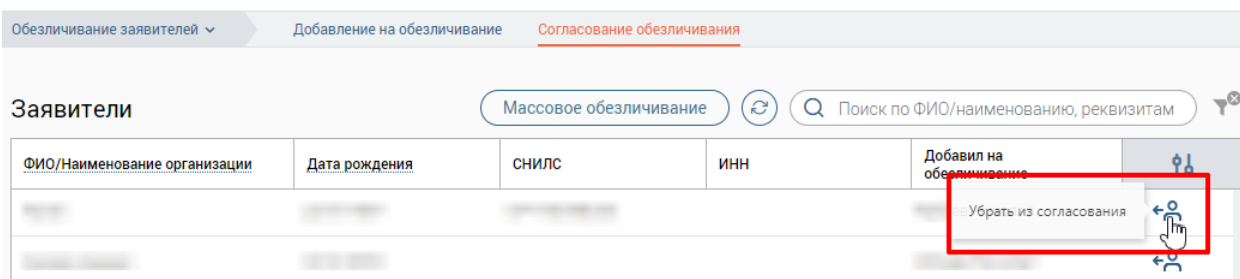 Обезличивание заявителей
Добавление на обезличивание
Согласование обезличивания
Заявители
Массовое обезличивание
Поиск по ФИО/наименованию, реквизитам
ФИО/Наименование организации
Дата рождения
СНИЛС
ИНН
Добавил на
обезличивание
Убрать из согласования